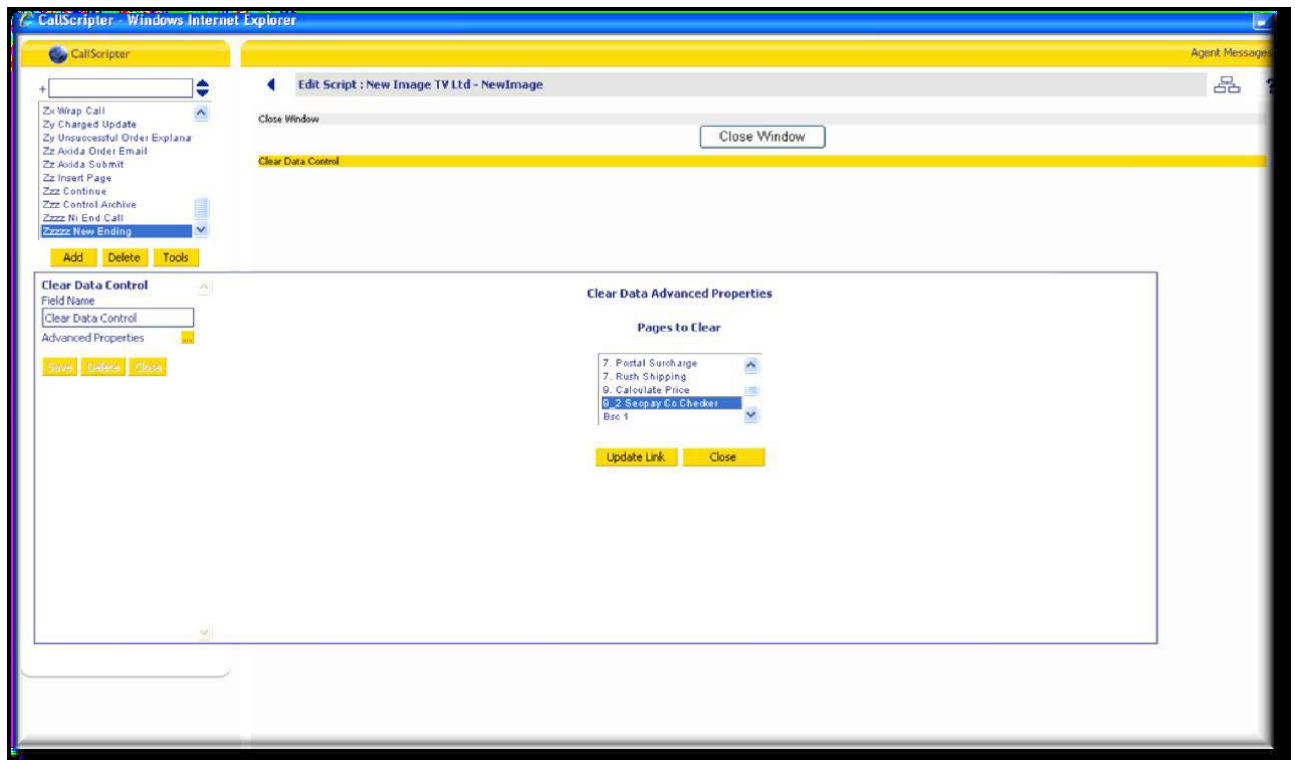 CallScripter - Windows Internet Explorer
CallScripter
Agent Messages
+
Edit Script : New Image TV Ltd - NewImage
?
Zx Wrap Call
Zy Charged Update
Zy Unsuccessful Order Explana
Zz Axida Order Email
Zz Axida Submit
Zz Insert Page
Zzz Continue
Zzz Control Archive
Zzzz Ni End Call
Zzzzz New Ending
Close Window
Close Window
Clear Data Control
Add Delete Tools
Clear Data Control
Field Name
Clear Data Control
Advanced Properties ...
Save Delete Close
Clear Data Advanced Properties
Pages to Clear
7. Postal Surcharge
7. Rush Shipping
9. Calculate Price
9_2 Secpay Co Checker
Bsc 1
Update Link Close